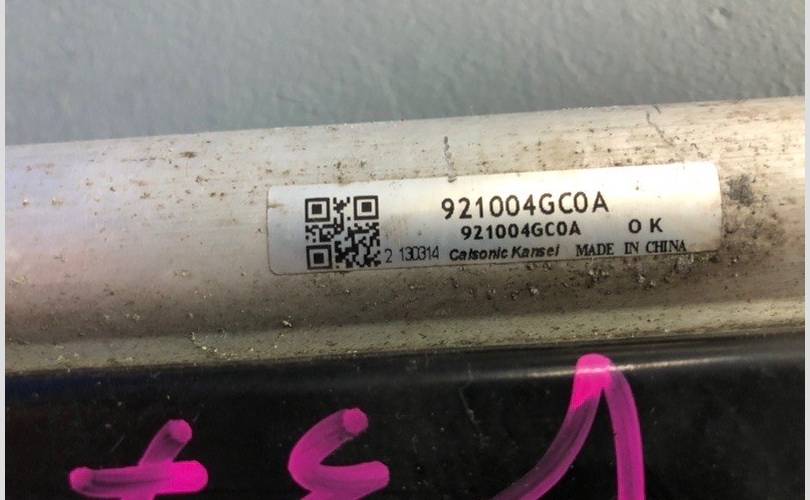 921004GC0A
921004GC0A OK
2 130314 Calsonic Kansei MADE IN CHINA